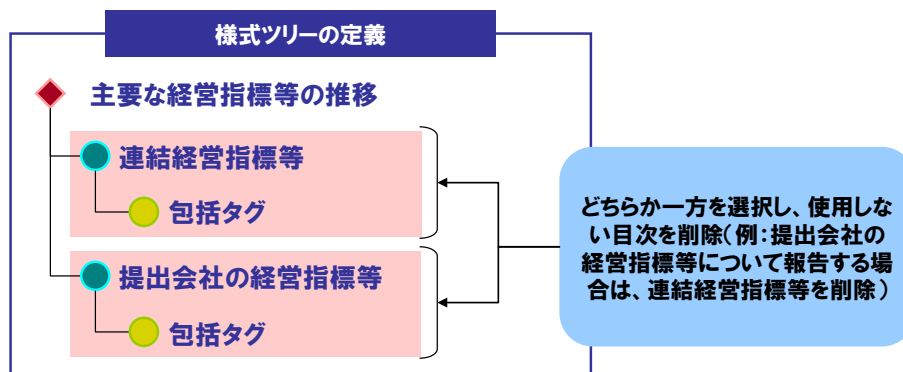 様式ツリーの定義
主要な経営指標等の推移
連結経営指標等
包括タグ
提出会社の経営指標等
包括タグ
どちらか一方を選択し、使用しな
い目次を削除(例:提出会社の
経営指標等について報告する場
合は、連結経営指標等を削除)